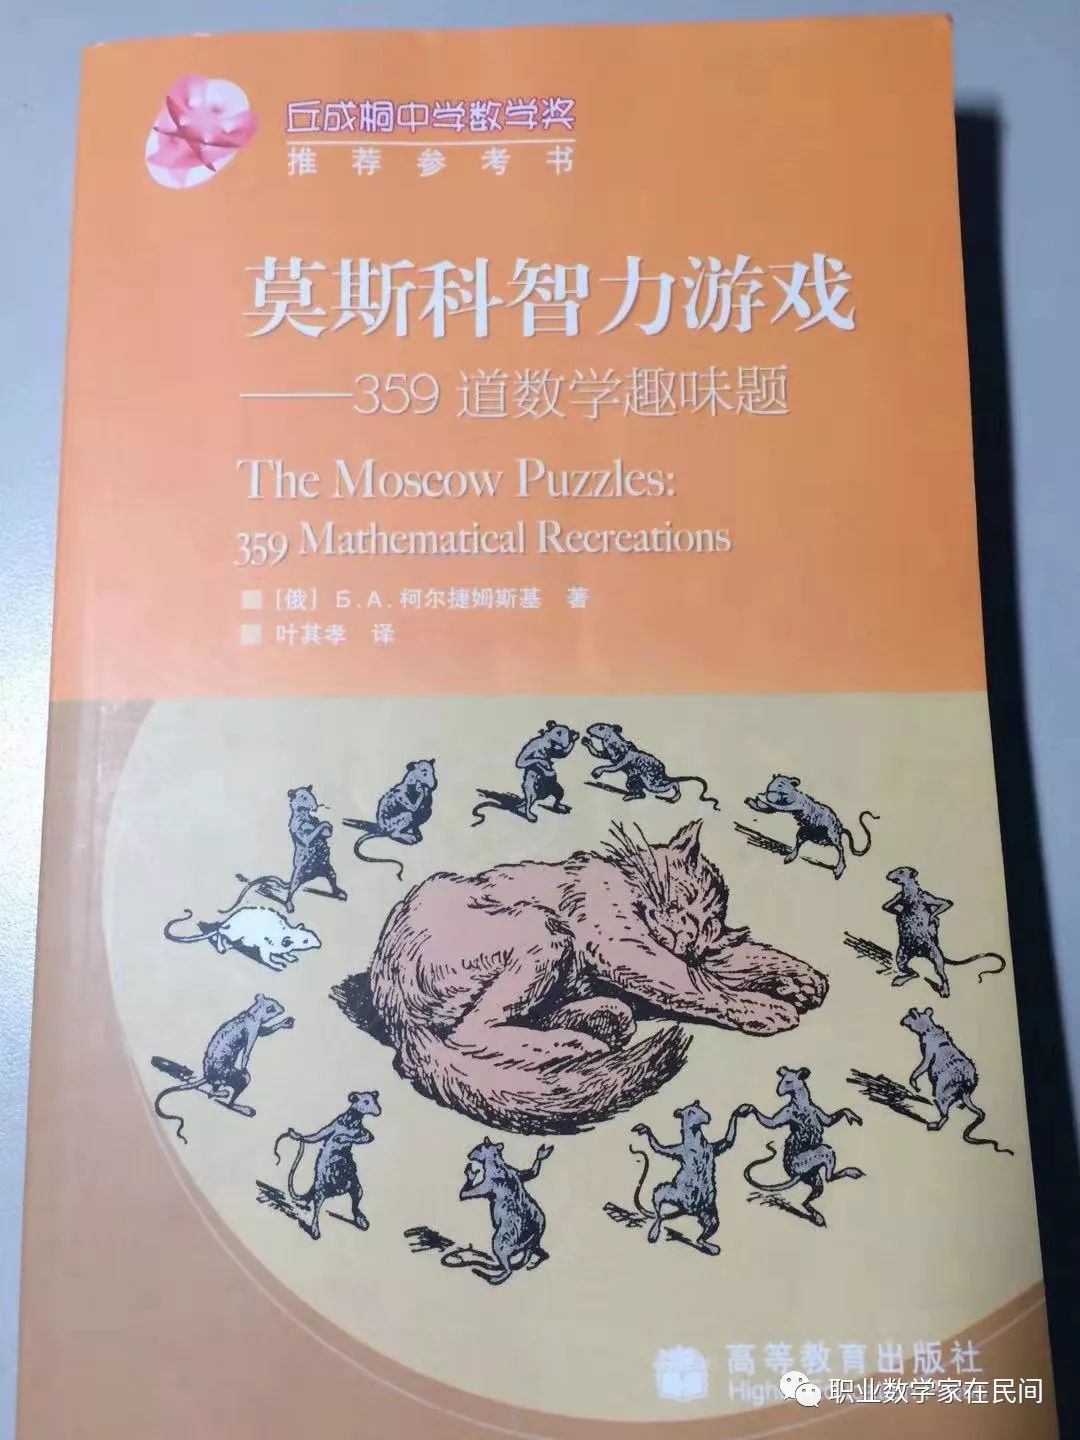 丘成桐中学数学奖
推荐参考书
莫斯科智力游戏
——359 道数学趣味题
The Moscow Puzzles:
359 Mathematical Recreations
[俄] Б.А.柯尔捷姆斯基 著
叶其孝 译
高等教育出版社
High
职业数学家在民间